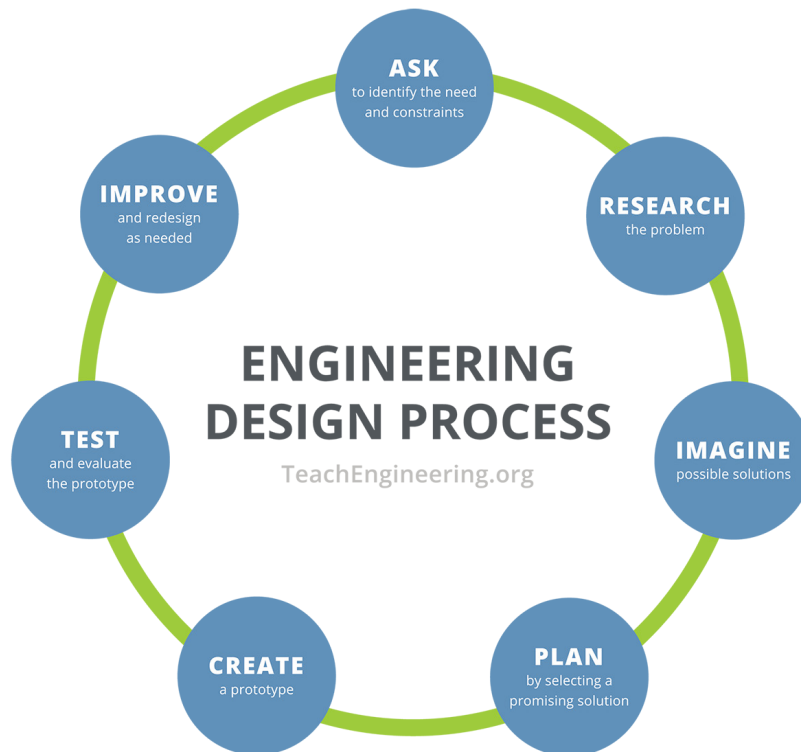 ASK
to identify the need
and constraints
RESEARCH
the problem
IMAGINE
possible solutions
PLAN
by selecting a
promising solution
CREATE
a prototype
TEST
and evaluate
the prototype
IMPROVE
and redesign
as needed
ENGINEERING
DESIGN PROCESS
TeachEngineering.org